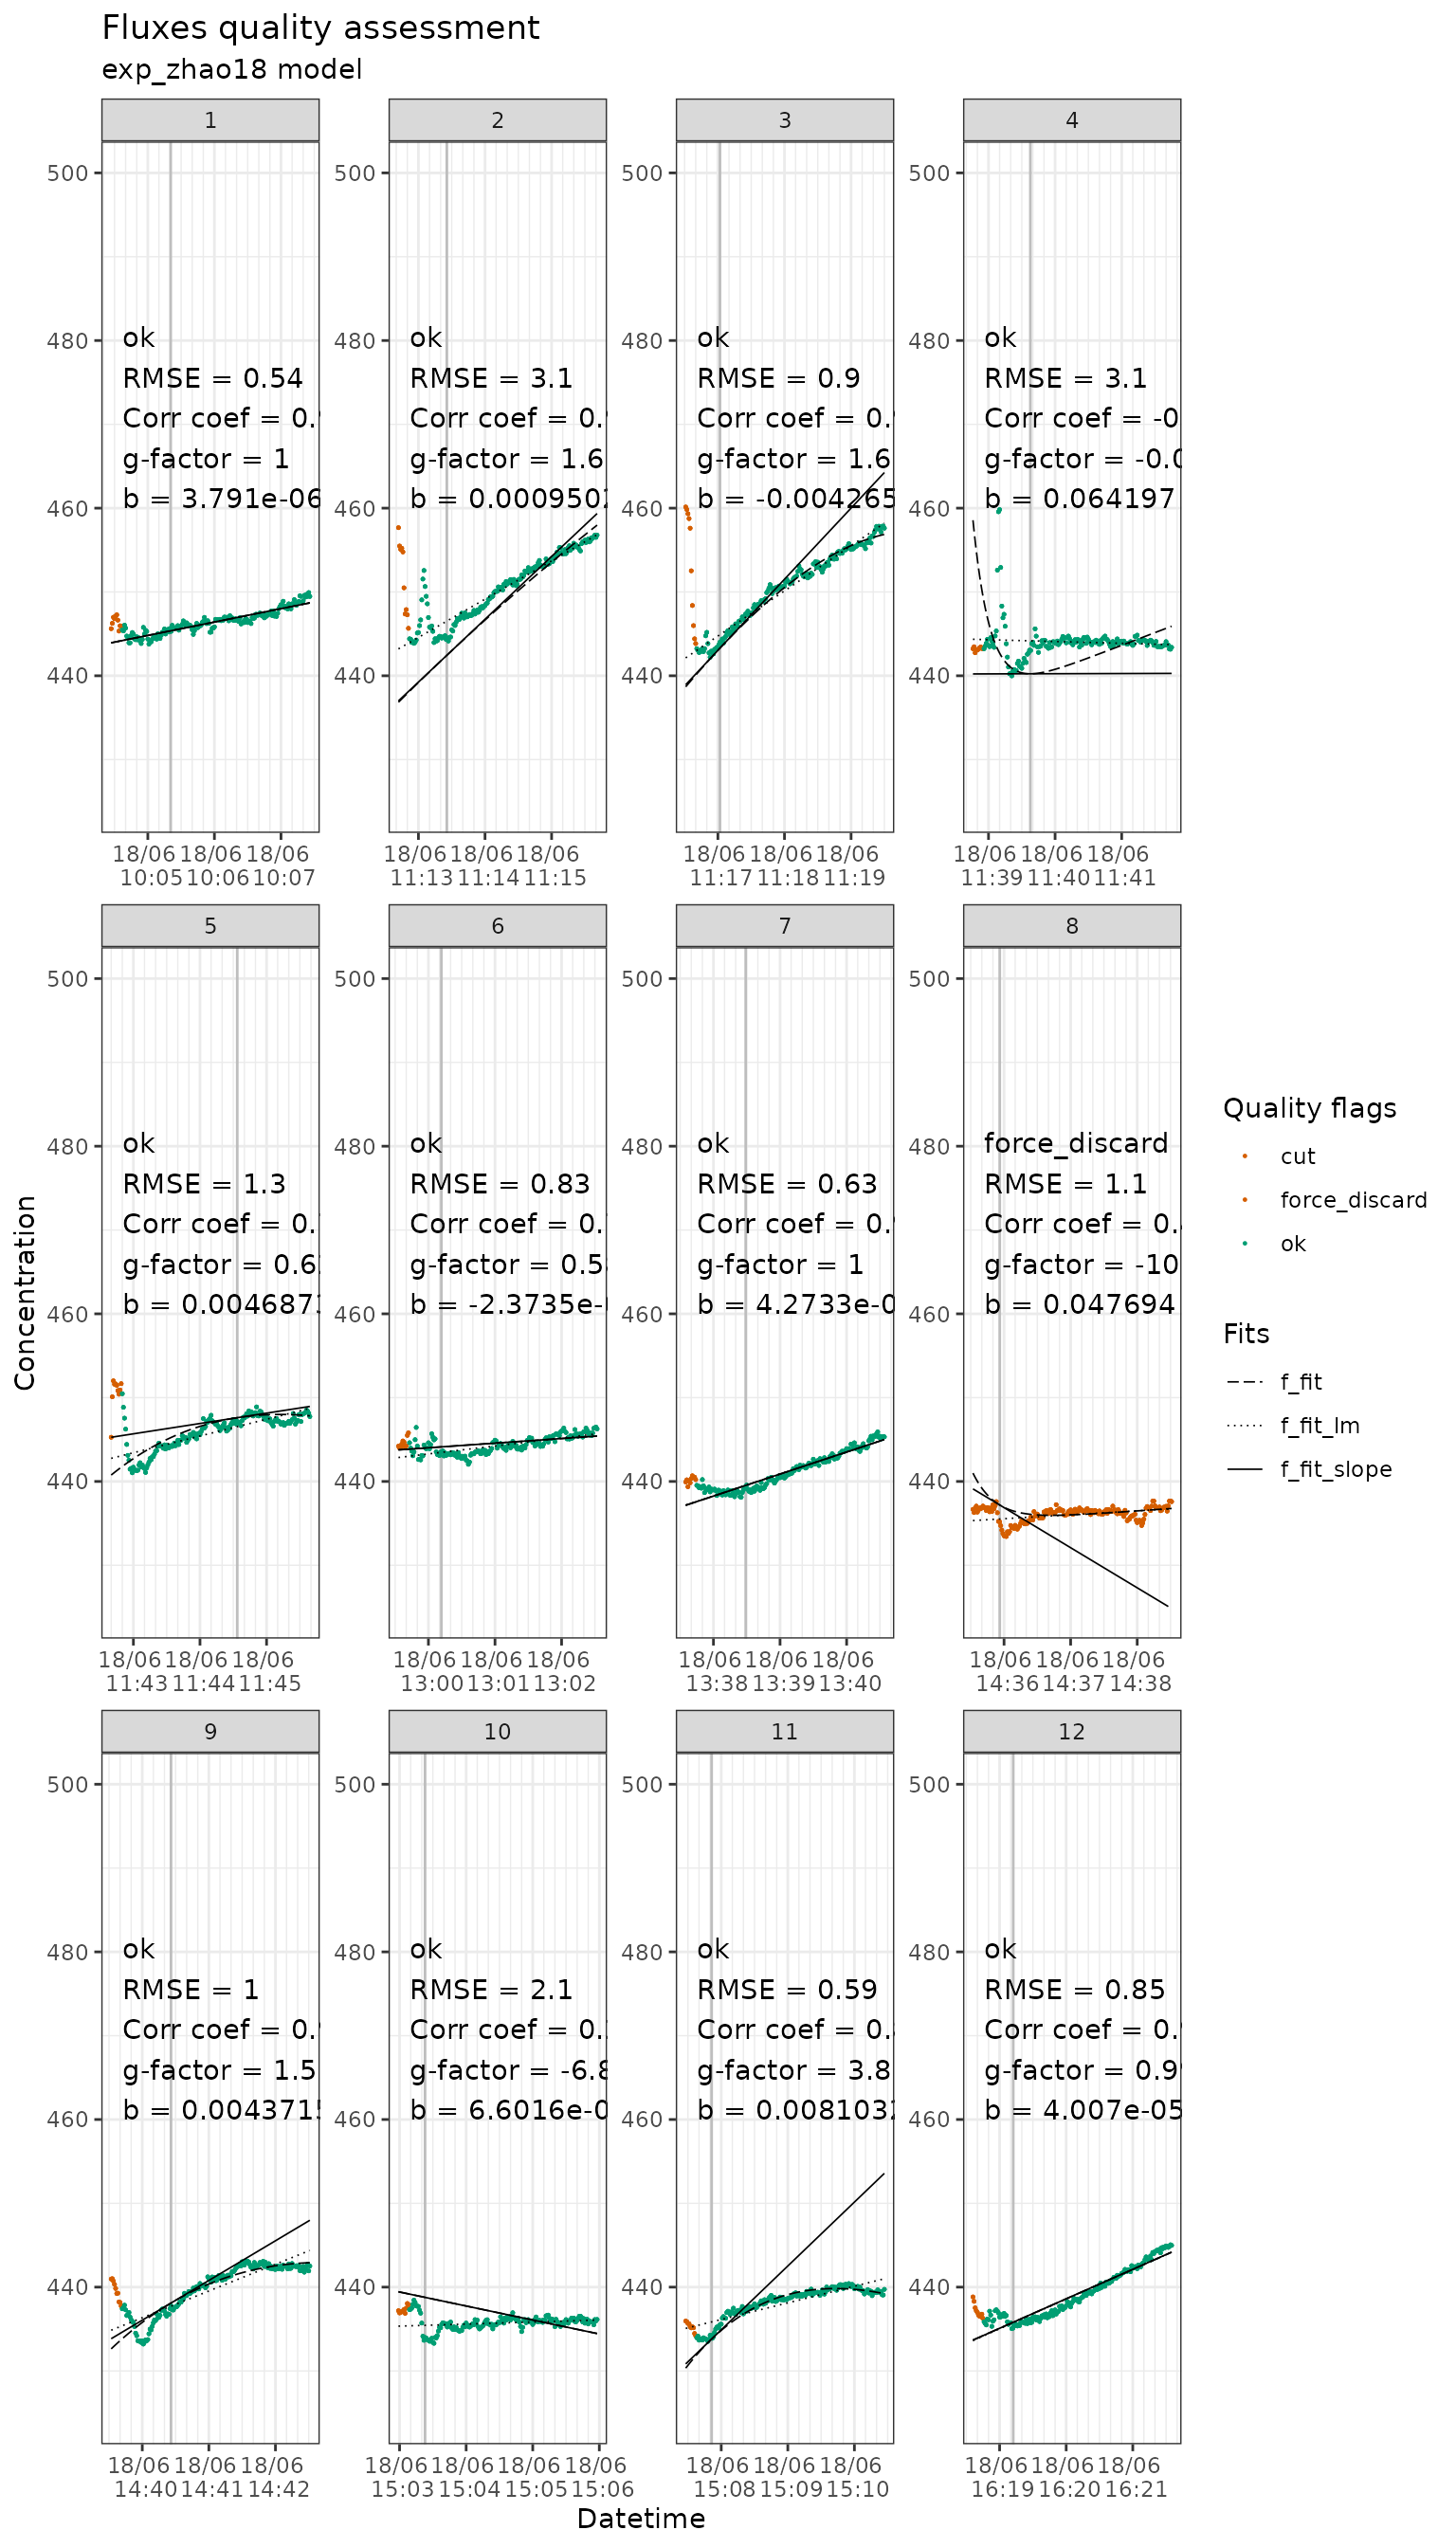 Fluxes quality assessment
exp_zhao18 model
1
2
3
4
500
500
500
500
480
480
480
480
460
460
460
460
440
440
440
440
ok
RMSE = 0.54
Corr coef = 0.
g-factor = 1
b = 3.791e-06
ok
RMSE = 3.1
Corr coef = 0.
g-factor = 1.6
b = 0.000950
ok
RMSE = 0.9
Corr coef = 0.
g-factor = 1.6
b = -0.004265
ok
RMSE = 3.1
Corr coef = -0
g-factor = -0.0
b = 0.064197
18/06 18/06 18/06
10:05 10:06 10:07
18/06 18/06 18/06
11:13 11:14 11:15
18/06 18/06 18/06
11:17 11:18 11:19
18/06 18/06 18/06
11:39 11:40 11:41
5
6
7
8
500
500
500
500
480
480
480
480
460
460
460
460
440
440
440
440
ok
RMSE = 1.3
Corr coef = 0.
g-factor = 0.6
b = 0.004687
ok
RMSE = 0.83
Corr coef = 0.
g-factor = 0.5
b = -2.3735e-
ok
RMSE = 0.63
Corr coef = 0.
g-factor = 1
b = 4.2733e-0
force_discard
RMSE = 1.1
Corr coef = 0.
g-factor = -10
b = 0.047694
18/06 18/06 18/06
11:43 11:44 11:45
18/06 18/06 18/06
13:00 13:01 13:02
18/06 18/06 18/06
13:38 13:39 13:40
18/06 18/06 18/06
14:36 14:37 14:38
9
10
11
12
500
500
500
500
480
480
480
480
460
460
460
460
440
440
440
440
ok
RMSE = 1
Corr coef = 0.
g-factor = 1.5
b = 0.004371
ok
RMSE = 2.1
Corr coef = 0.
g-factor = -6.8
b = 6.6016e-0
ok
RMSE = 0.59
Corr coef = 0.
g-factor = 3.8
b = 0.008103
ok
RMSE = 0.85
Corr coef = 0.
g-factor = 0.9
b = 4.007e-05
18/06 18/06 18/06
14:40 14:41 14:42
18/06 18/06 18/06 18/06
15:03 15:04 15:05 15:06
18/06 18/06 18/06
15:08 15:09 15:10
18/06 18/06 18/06
16:19 16:20 16:21
Concentration
Datetime
Quality flags
cut
force_discard
ok
Fits
f_fit
f_fit_lm
f_fit_slope